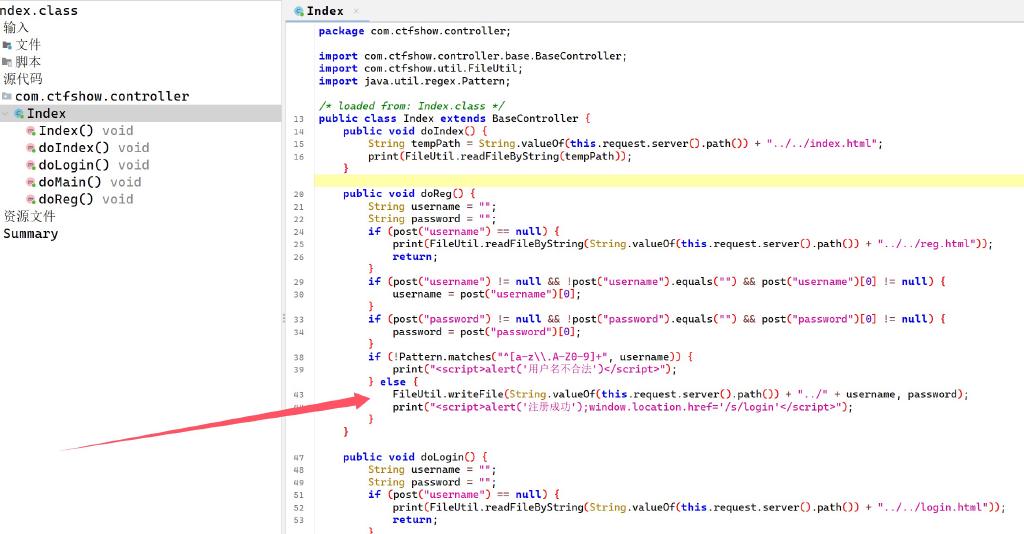 ndex.class
输入
文件
脚本
源代码
com.ctfshow.controller
Index
Index() void
doIndex() void
doLogin() void
doMain() void
doReg() void
资源文件
Summary
Index ×
package com.ctfshow.controller;
import com.ctfshow.controller.base.BaseController;
import com.ctfshow.util.FileUtil;
import java.util.regex.Pattern;
/* loaded from: Index.class */
13 public class Index extends BaseController {
14 public void doIndex() {
15 String tempPath = String.valueOf(this.request.server().path()) + "../../index.html";
16 print(FileUtil.readFileByString(tempPath));
}
20 public void doReg() {
21 String username = "";
22 String password = "";
24 if (post("username") == null) {
25 print(FileUtil.readFileByString(String.valueOf(this.request.server().path()) + "../../reg.html"));
26 return;
}
29 if (post("username") != null && !post("username").equals("") && post("username")[0] != null) {
30 username = post("username")[0];
}
33 if (post("password") != null && !post("password").equals("") && post("password")[0] != null) {
34 password = post("password")[0];
}
38 if (!Pattern.matches("^[a-z\\.A-Z0-9]+", username)) {
39 print("<script>alert('用户名不合法')</script>");
} else {
43 FileUtil.writeFile(String.valueOf(this.request.server().path()) + "../" + username, password);
print("<script>alert('注册成功');window.location.href='/s/login'</script>");
}
}
47 public void doLogin() {
48 String username = "";
49 String password = "";
51 if (post("username") == null) {
52 print(FileUtil.readFileByString(String.valueOf(this.request.server().path()) + "../../login.html"));
53 return;
}